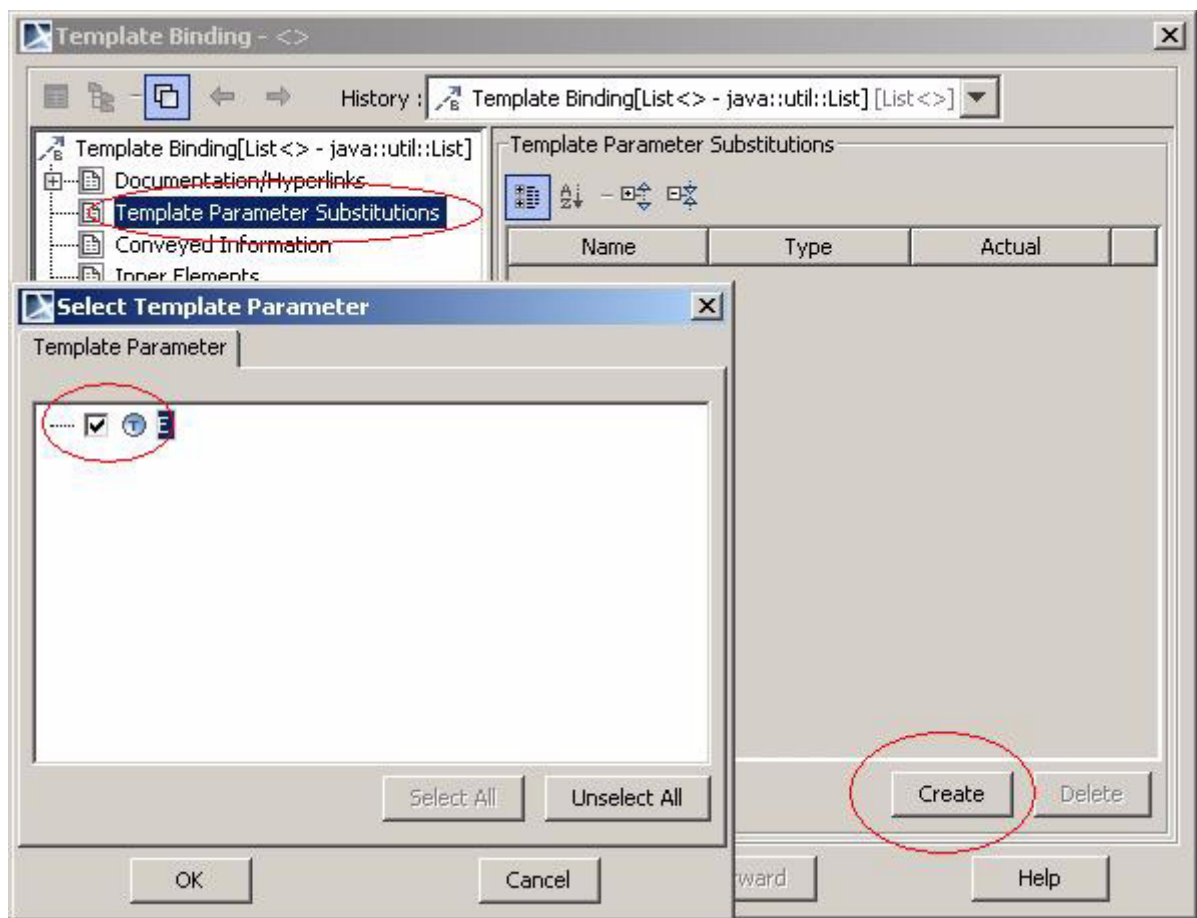 Template Binding - <>
History : Template Binding[List<> - java::util::List] [List<>]
Template Binding[List<> - java::util::List]
Documentation/Hyperlinks
Template Parameter Substitutions
Conveyed Information
Inner Elements
Template Parameter Substitutions
Name Type Actual
Select Template Parameter
Template Parameter
E
Select All Unselect All
Create Delete
OK Cancel
Help